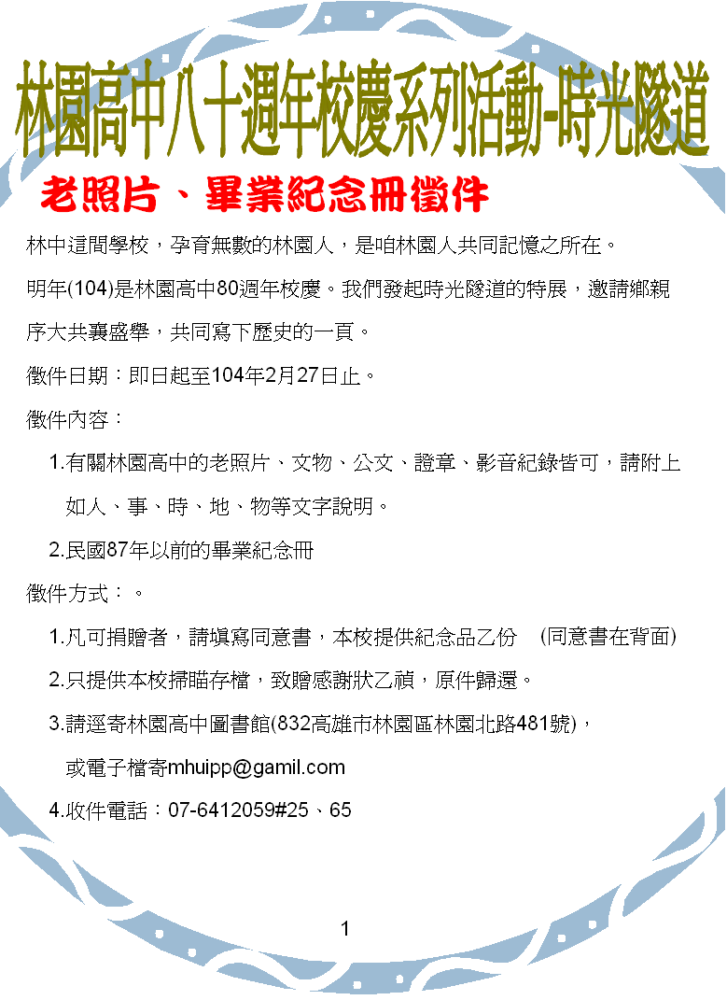 林園高中八十週年校慶系列活動-時光隧道
老照片、畢業紀念冊徵件
林中這間學校，孕育無數的林園人，是咱林園人共同記憶之所在。
明年(104)是林園高中80週年校慶。我們發起時光隧道的特展，邀請鄉親
序大共襄盛舉，共同寫下歷史的一頁。
徵件日期：即日起至104年2月27日止。
徵件內容：
1.有關林園高中的老照片、文物、公文、證章、影音紀錄皆可，請附上
如人、事、時、地、物等文字說明。
2.民國87年以前的畢業紀念冊
徵件方式：。
1.凡可捐贈者，請填寫同意書，本校提供紀念品乙份 (同意書在背面)
2.只提供本校掃瞄存檔，致贈感謝狀乙禎，原件歸還。
3.請逕寄林園高中圖書館(832高雄市林園區林園北路481號)，
或電子檔寄mhuipp@gamil.com
4.收件電話：07-6412059#25、65
1